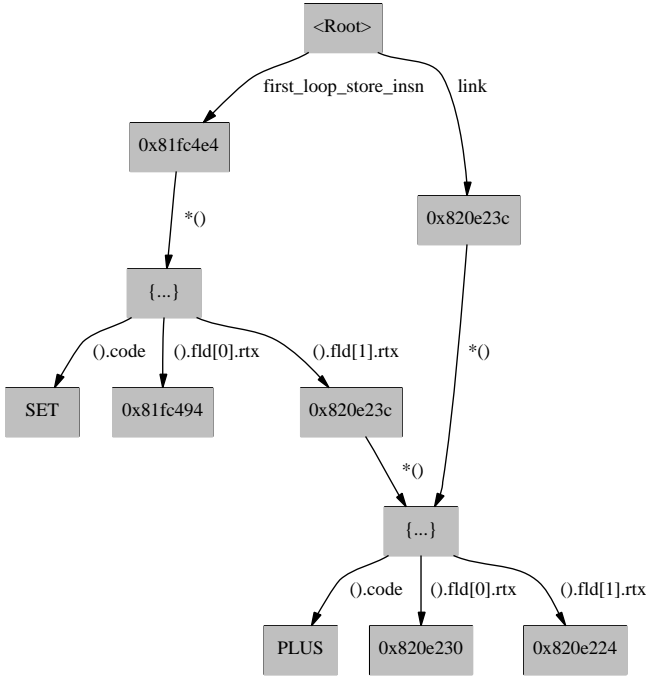 <Root>
first_loop_store_insn
link
0x81fc4e4
*()
0x820e23c
{...}
*()
().code
().fld[0].rtx
().fld[1].rtx
SET
0x81fc494
0x820e23c
*()
{...}
().code
().fld[0].rtx
().fld[1].rtx
PLUS
0x820e230
0x820e224